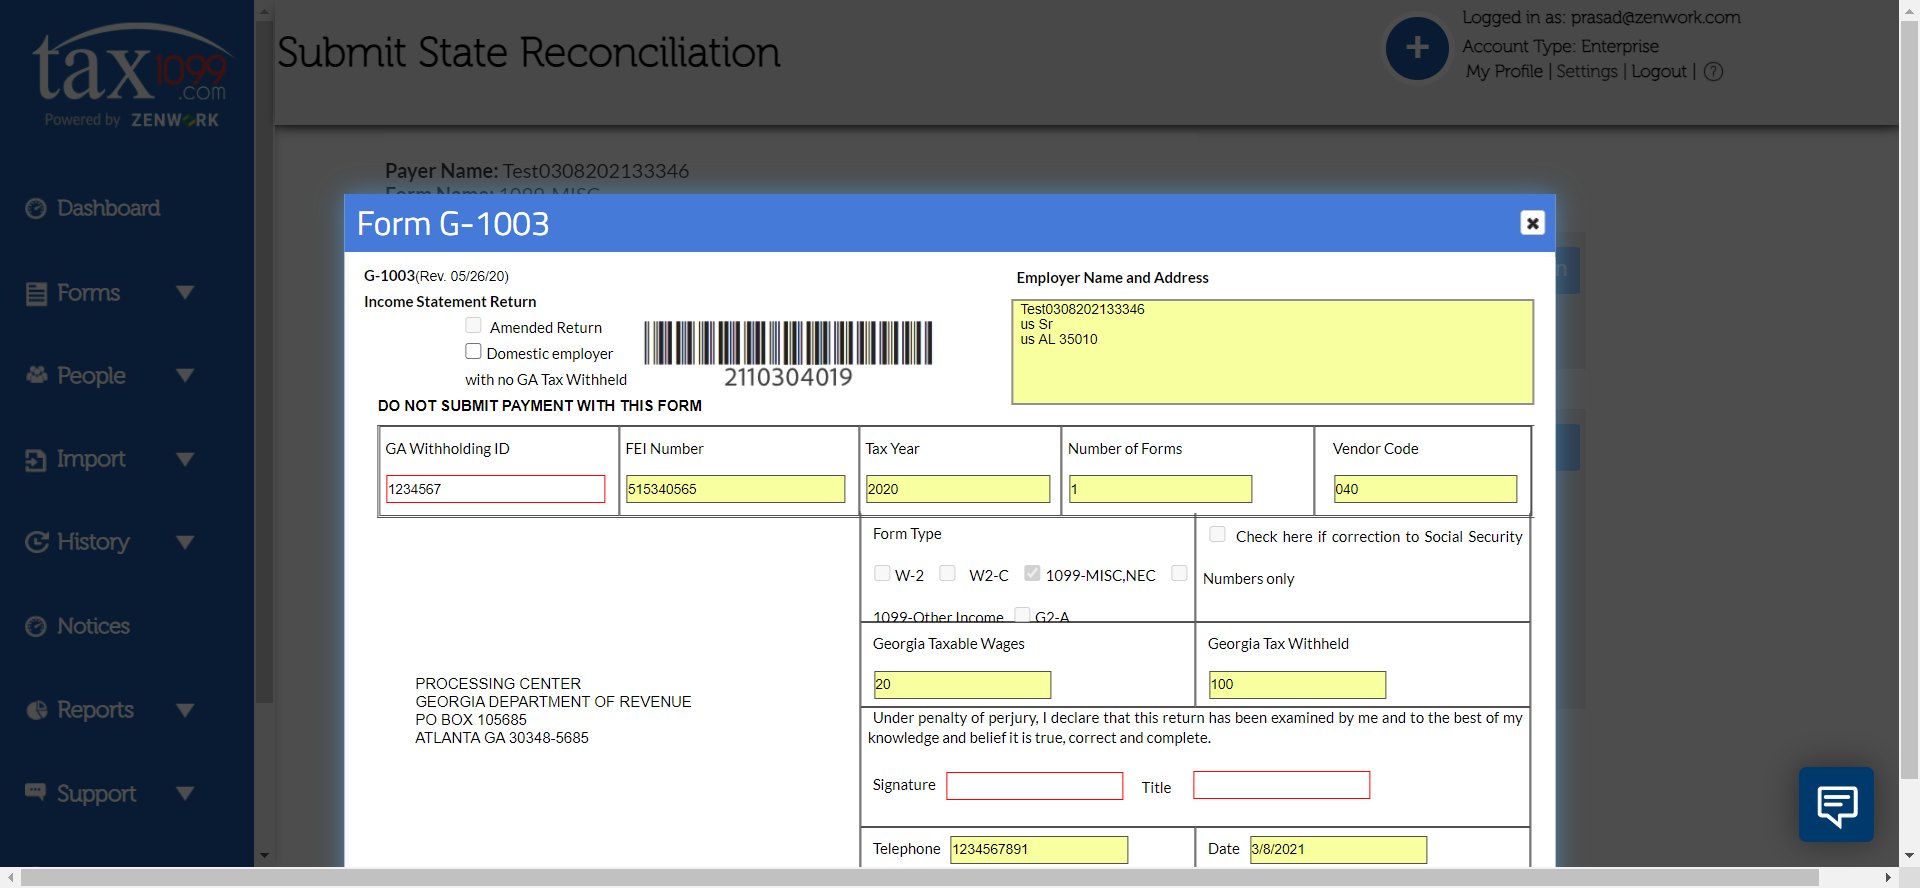 tax1099
.com
Powered by ZENWORK
Submit State Reconciliation
Logged in as: prasad@zenwork.com
Account Type: Enterprise
My Profile | Settings | Logout | ?
Dashboard
Forms
People
Import
History
Notices
Reports
Support
Payer Name: Test0308202133346
Form Name: 1099-MISC
Form G-1003
G-1003(Rev. 05/26/20)
Income Statement Return
Amended Return
Domestic employer
with no GA Tax Withheld
2110304019
DO NOT SUBMIT PAYMENT WITH THIS FORM
Employer Name and Address
Test0308202133346
us Sr
us AL 35010
GA Withholding ID FEI Number Tax Year Number of Forms Vendor Code
1234567 515340565 2020 1 040
Form Type
W-2 W2-C 1099-MISC,NEC
1099-Other Income G2-A
Check here if correction to Social Security
Numbers only
Georgia Taxable Wages Georgia Tax Withheld
20 100
PROCESSING CENTER
GEORGIA DEPARTMENT OF REVENUE
PO BOX 105685
ATLANTA GA 30348-5685
Under penalty of perjury, I declare that this return has been examined by me and to the best of my
knowledge and belief it is true, correct and complete.
Signature Title
Telephone 1234567891 Date 3/8/2021